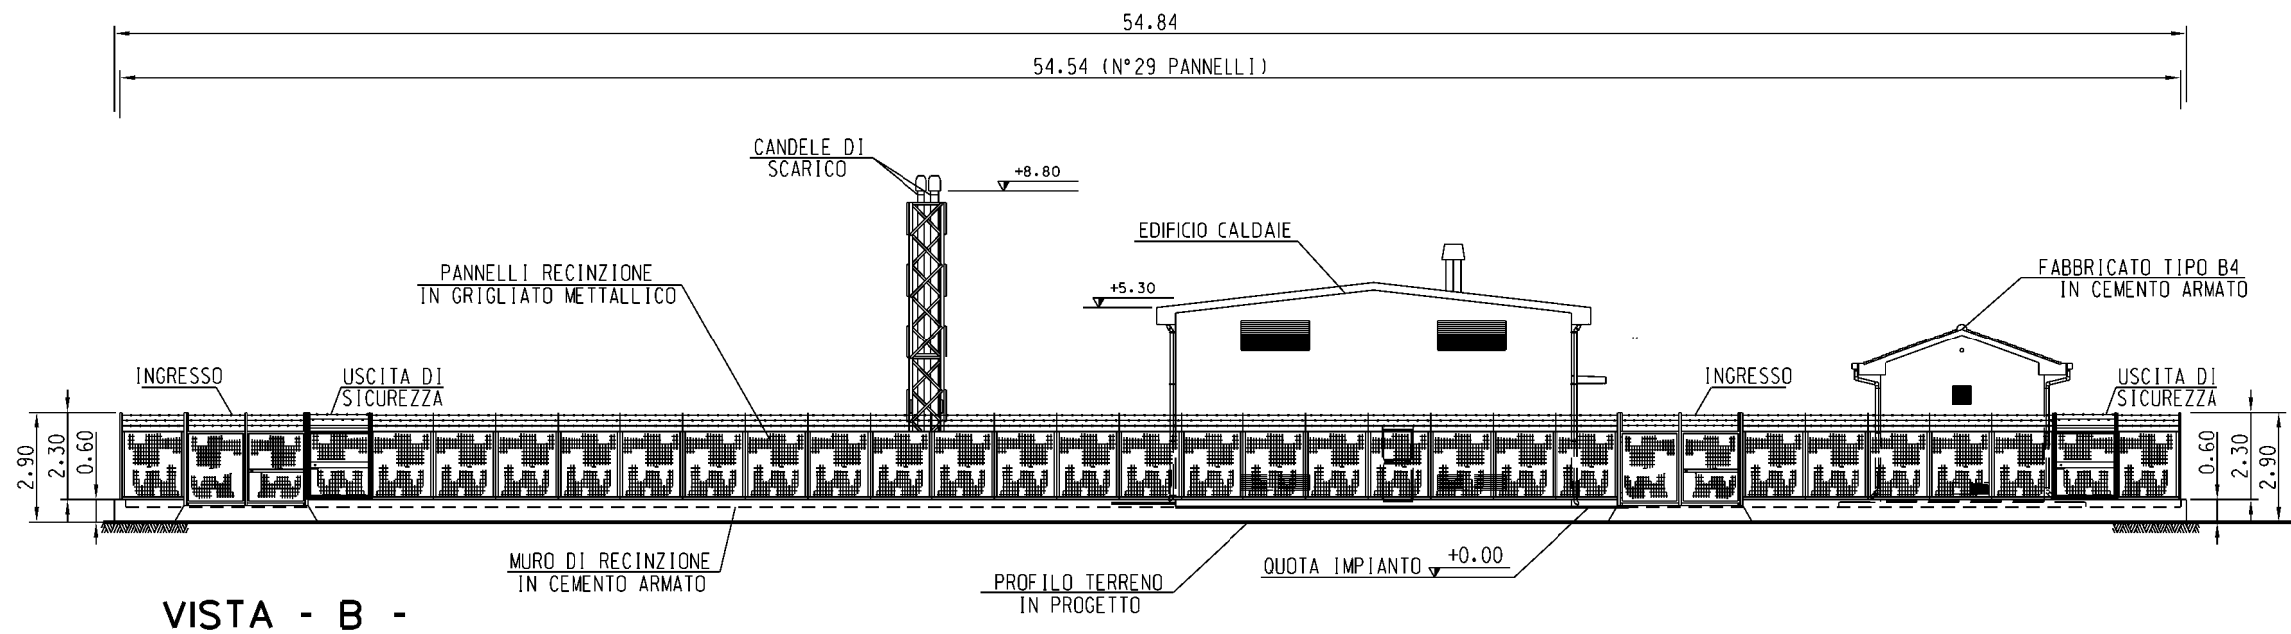 54.84
54.54 (N°29 PANNELLI)
CANDELE DI
SCARICO
+8.80
EDIFICIO CALDAIE
PANNELLI RECINZIONE
IN GRIGLIATO METTALLICO
+5.30
FABBRICATO TIPO B4
IN CEMENTO ARMATO
INGRESSO
USCITA DI
SICUREZZA
INGRESSO
USCITA DI
SICUREZZA
2.90
2.30
0.60
0.60
2.30
2.90
MURO DI RECINZIONE
IN CEMENTO ARMATO
PROFILO TERRENO
IN PROGETTO
QUOTA IMPIANTO +0.00
VISTA - B -